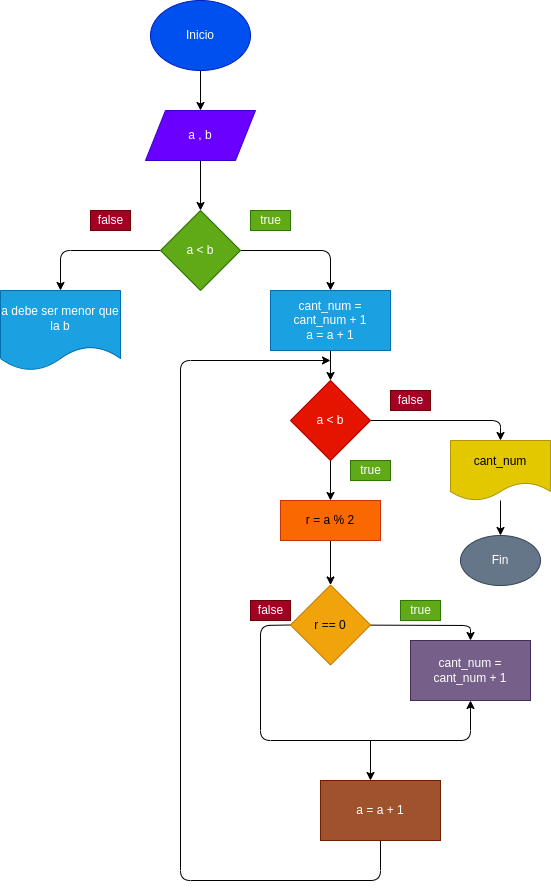 Inicio
a , b
false
true
a < b
a debe ser menor que
la b
cant_num =
cant_num + 1
a = a + 1
a < b
false
cant_num
true
r = a % 2
Fin
false
true
r == 0
cant_num =
cant_num + 1
a = a + 1